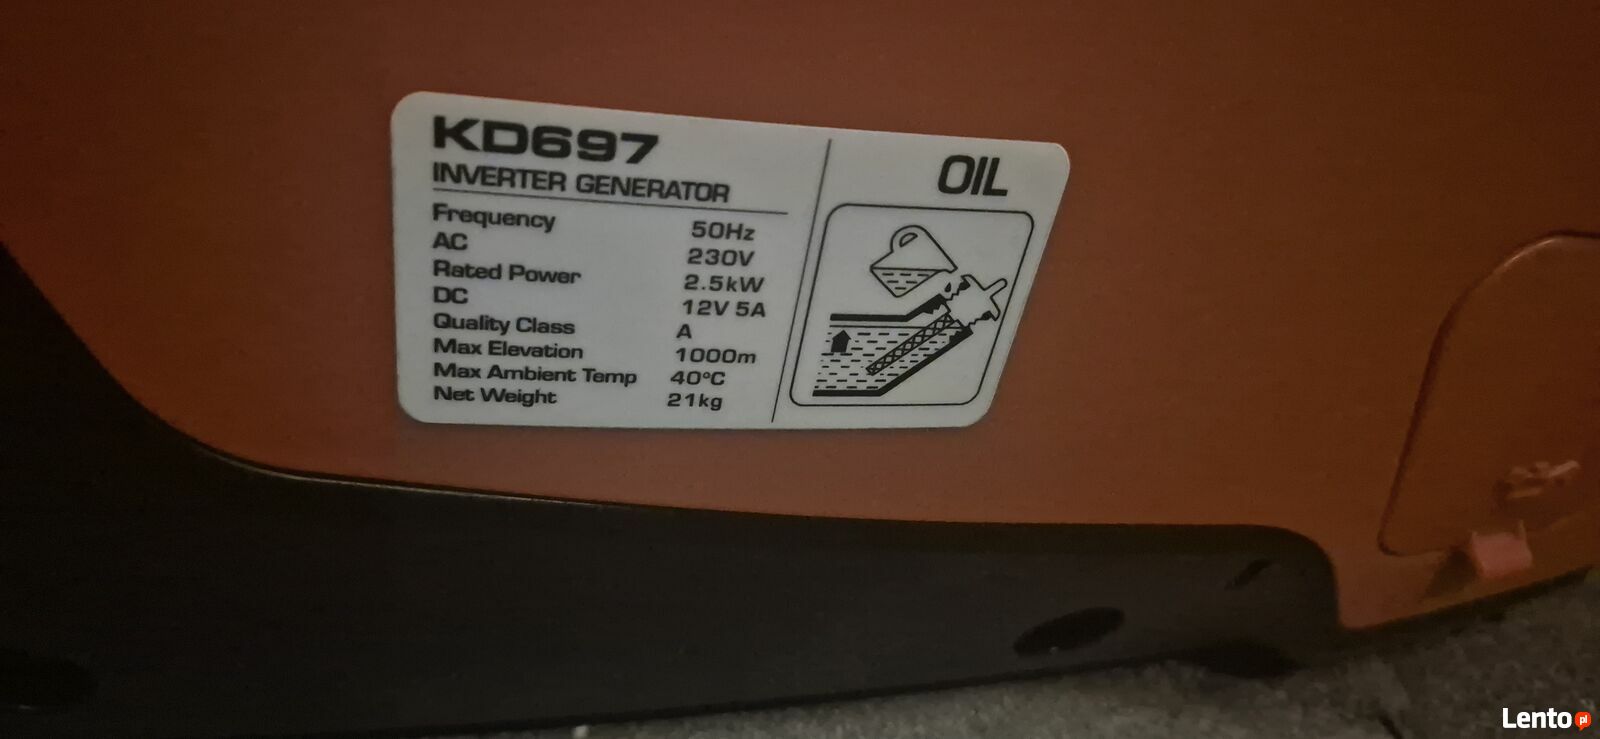 KD697
INVERTER GENERATOR
Frequency 50Hz
AC 230V
Rated Power 2.5kW
DC 12V 5A
Quality Class A
Max Elevation 1000m
Max Ambient Temp 40°C
Net Weight 21kg
OIL
Lento pl